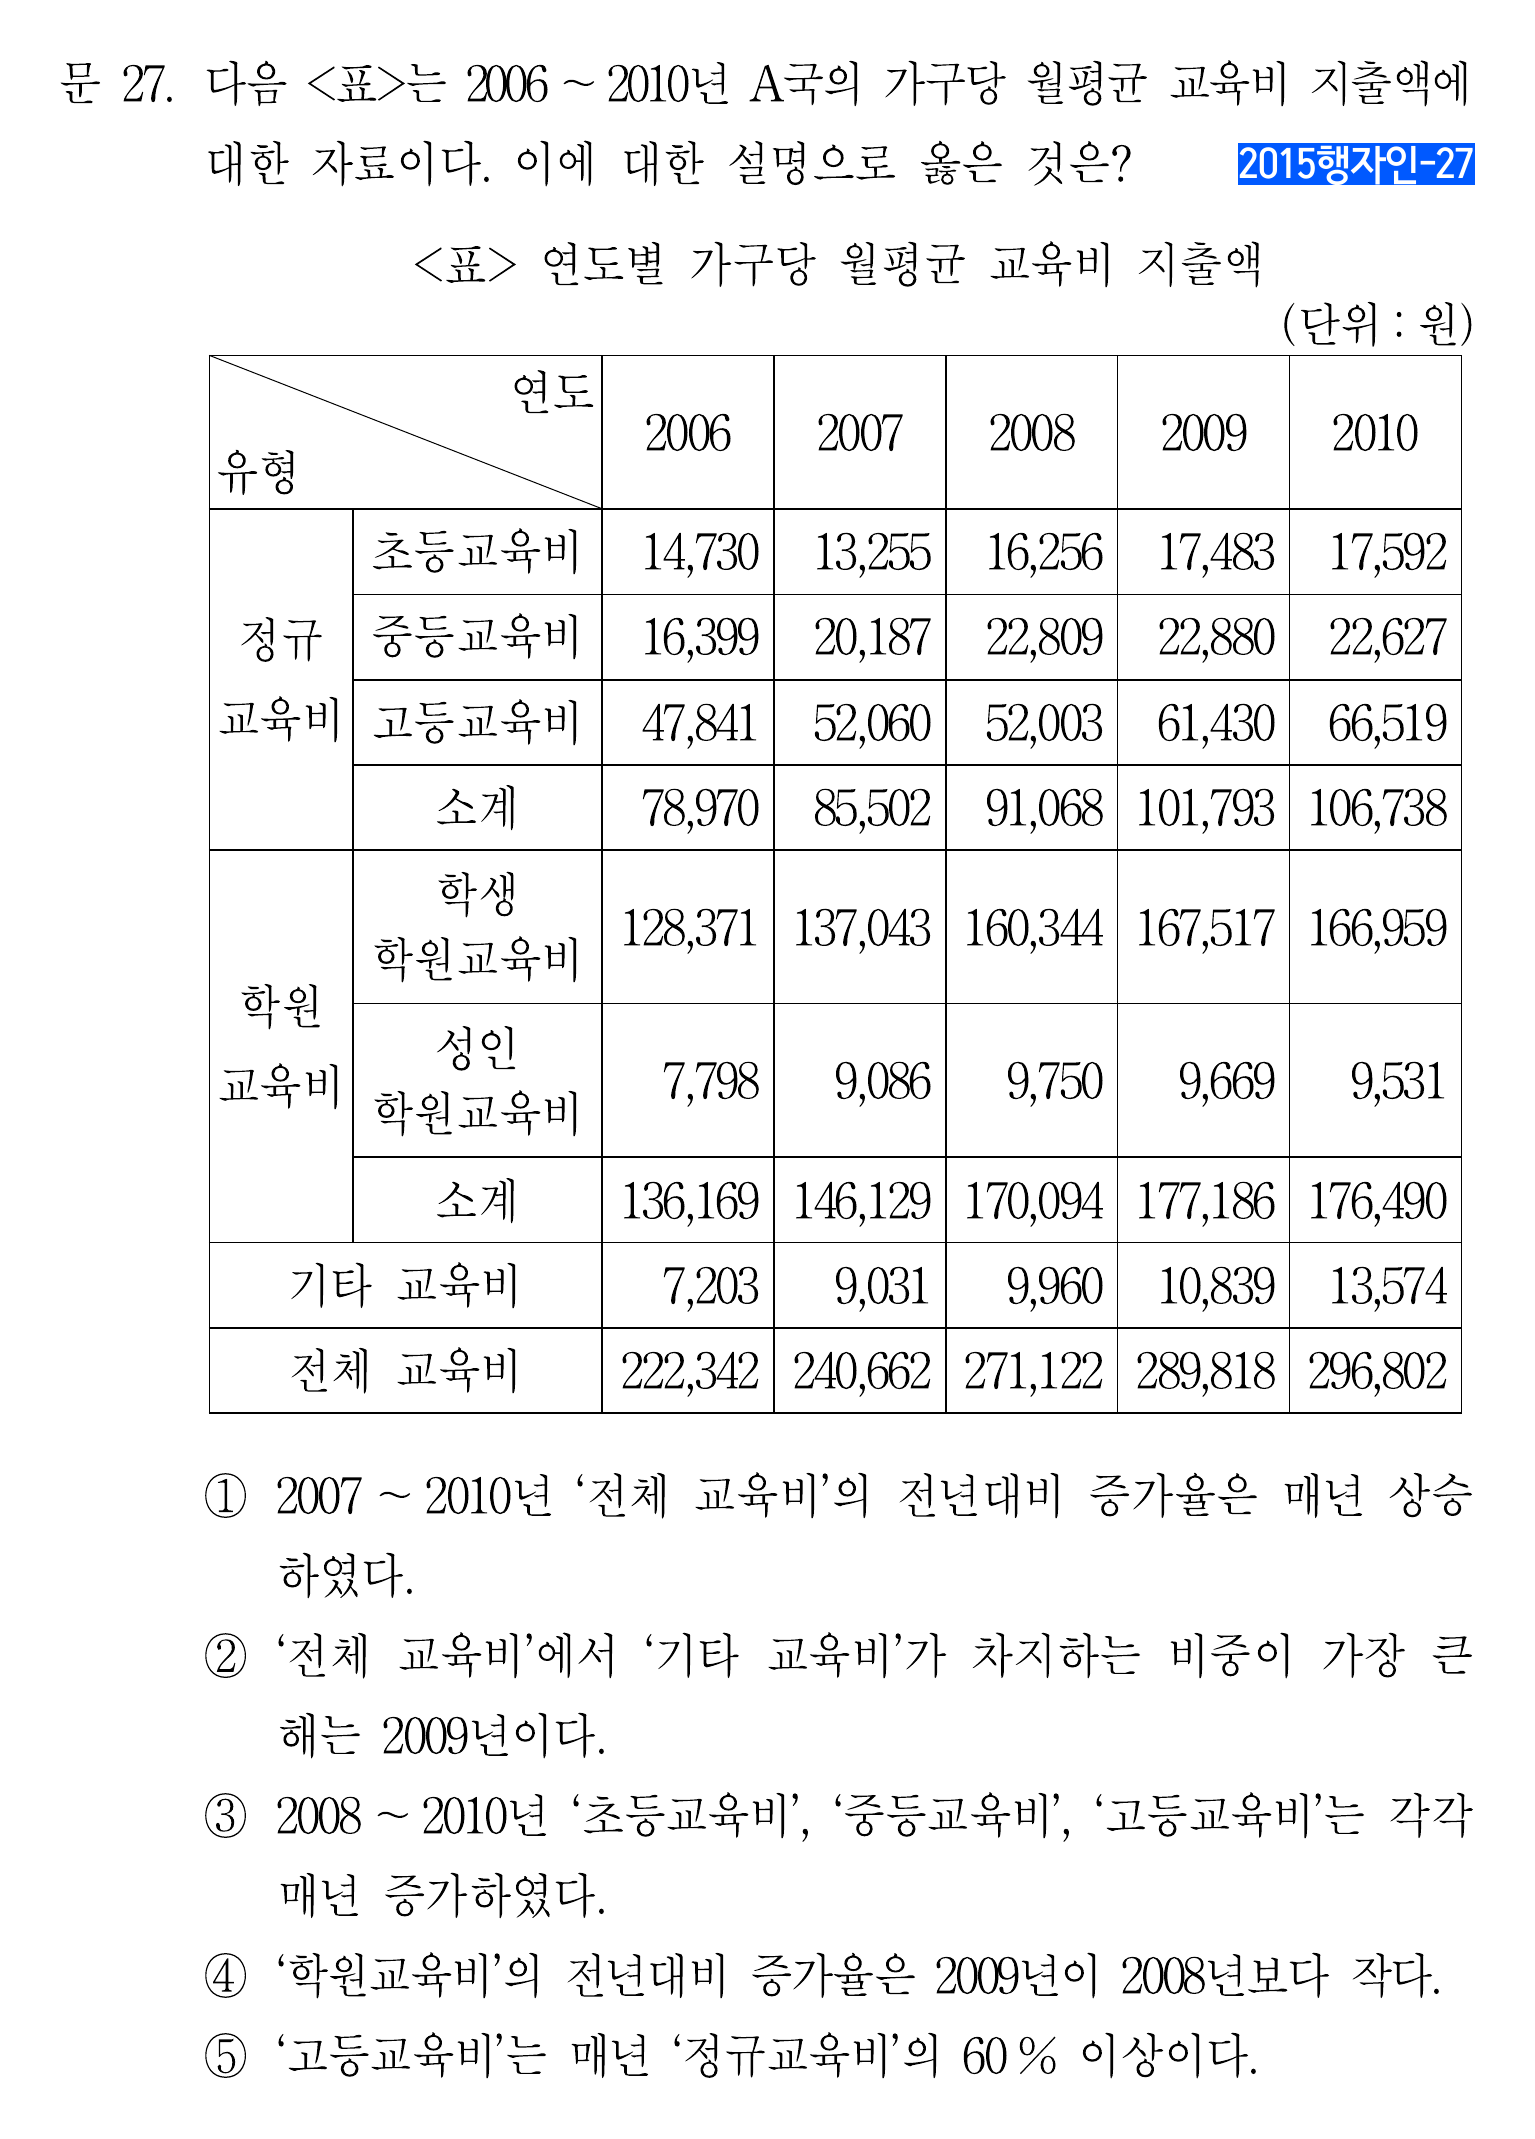 문 27. 다음 <표>는 2006 ~ 2010년 A국의 가구당 월평균 교육비 지출액에
대한 자료이다. 이에 대한 설명으로 옳은 것은? 2015행자인-27
<표> 연도별 가구당 월평균 교육비 지출액
(단위 : 원)
연도
유형 2006 2007 2008 2009 2010
정규
교육비
초등교육비 14,730 13,255 16,256 17,483 17,592
중등교육비 16,399 20,187 22,809 22,880 22,627
고등교육비 47,841 52,060 52,003 61,430 66,519
소계 78,970 85,502 91,068 101,793 106,738
학원
교육비
학생
학원교육비 128,371 137,043 160,344 167,517 166,959
성인
학원교육비 7,798 9,086 9,750 9,669 9,531
소계 136,169 146,129 170,094 177,186 176,490
기타 교육비 7,203 9,031 9,960 10,839 13,574
전체 교육비 222,342 240,662 271,122 289,818 296,802
① 2007 ~ 2010년 ‘전체 교육비’의 전년대비 증가율은 매년 상승
하였다.
② ‘전체 교육비’에서 ‘기타 교육비’가 차지하는 비중이 가장 큰
해는 2009년이다.
③ 2008 ~ 2010년 ‘초등교육비’, ‘중등교육비’, ‘고등교육비’는 각각
매년 증가하였다.
④ ‘학원교육비’의 전년대비 증가율은 2009년이 2008년보다 작다.
⑤ ‘고등교육비’는 매년 ‘정규교육비’의 60 % 이상이다.